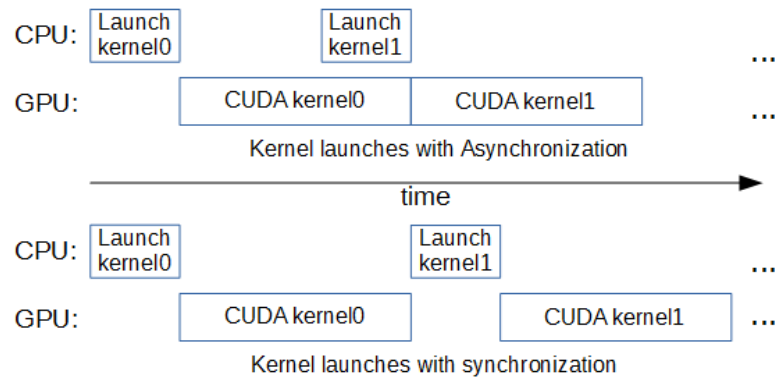 CPU: Launch kernel0 Launch kernel1 ...
GPU: CUDA kernel0 CUDA kernel1 ...
Kernel launches with Asynchronization
time
CPU: Launch kernel0 Launch kernel1 ...
GPU: CUDA kernel0 CUDA kernel1 ...
Kernel launches with synchronization